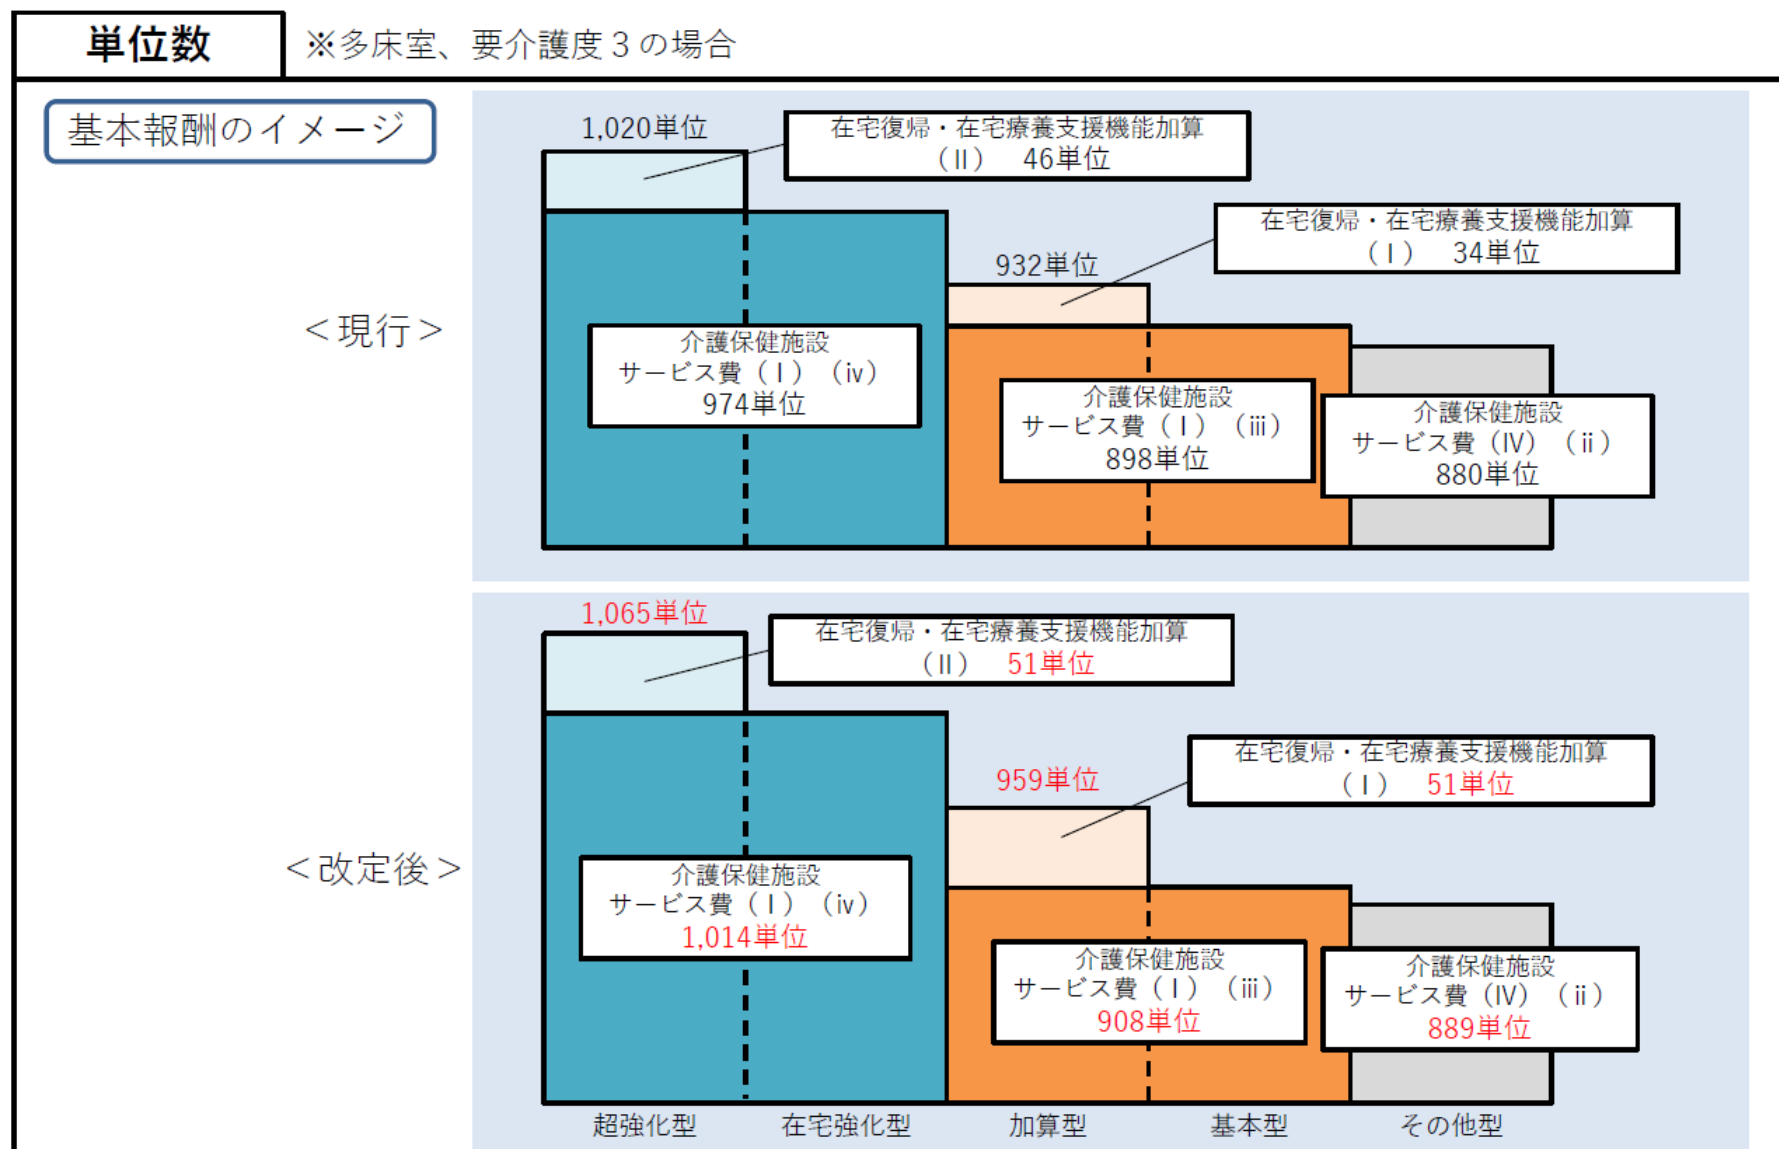 単位数
※多床室、要介護度３の場合
基本報酬のイメージ
1,020単位
在宅復帰・在宅療養支援機能加算
（Ⅱ）　46単位
在宅復帰・在宅療養支援機能加算
（Ⅰ）　34単位
932単位
＜現行＞
介護保健施設
サービス費（Ⅰ）（ⅳ）
974単位
介護保健施設
サービス費（Ⅰ）（ⅲ）
898単位
介護保健施設
サービス費（Ⅳ）（ⅱ）
880単位
1,065単位
在宅復帰・在宅療養支援機能加算
（Ⅱ）　51単位
在宅復帰・在宅療養支援機能加算
（Ⅰ）　51単位
959単位
＜改定後＞
介護保健施設
サービス費（Ⅰ）（ⅳ）
1,014単位
介護保健施設
サービス費（Ⅰ）（ⅲ）
908単位
介護保健施設
サービス費（Ⅳ）（ⅱ）
889単位
超強化型　在宅強化型　加算型　基本型　その他型